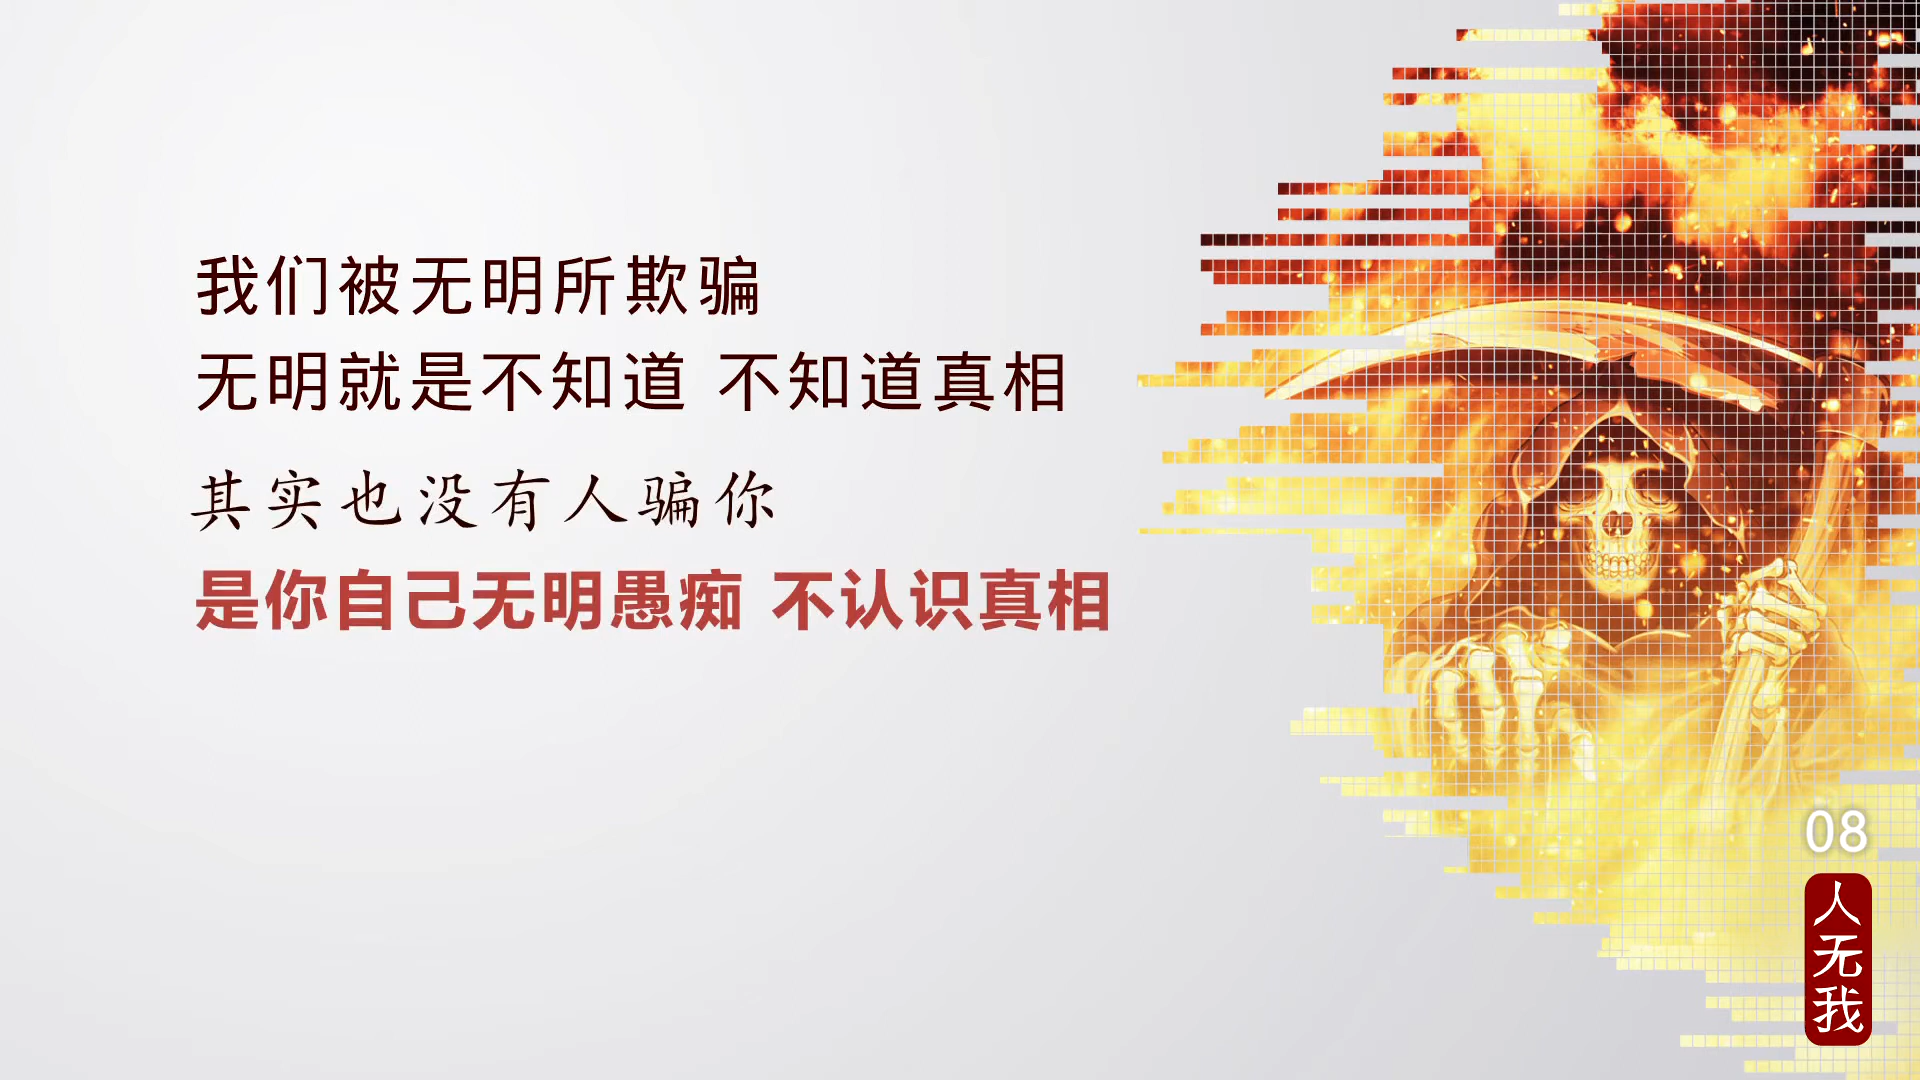 我们被无明所欺骗
无明就是不知道 不知道真相
其实也没有人骗你
是你自己无明愚痴 不认识真相
08
人无我